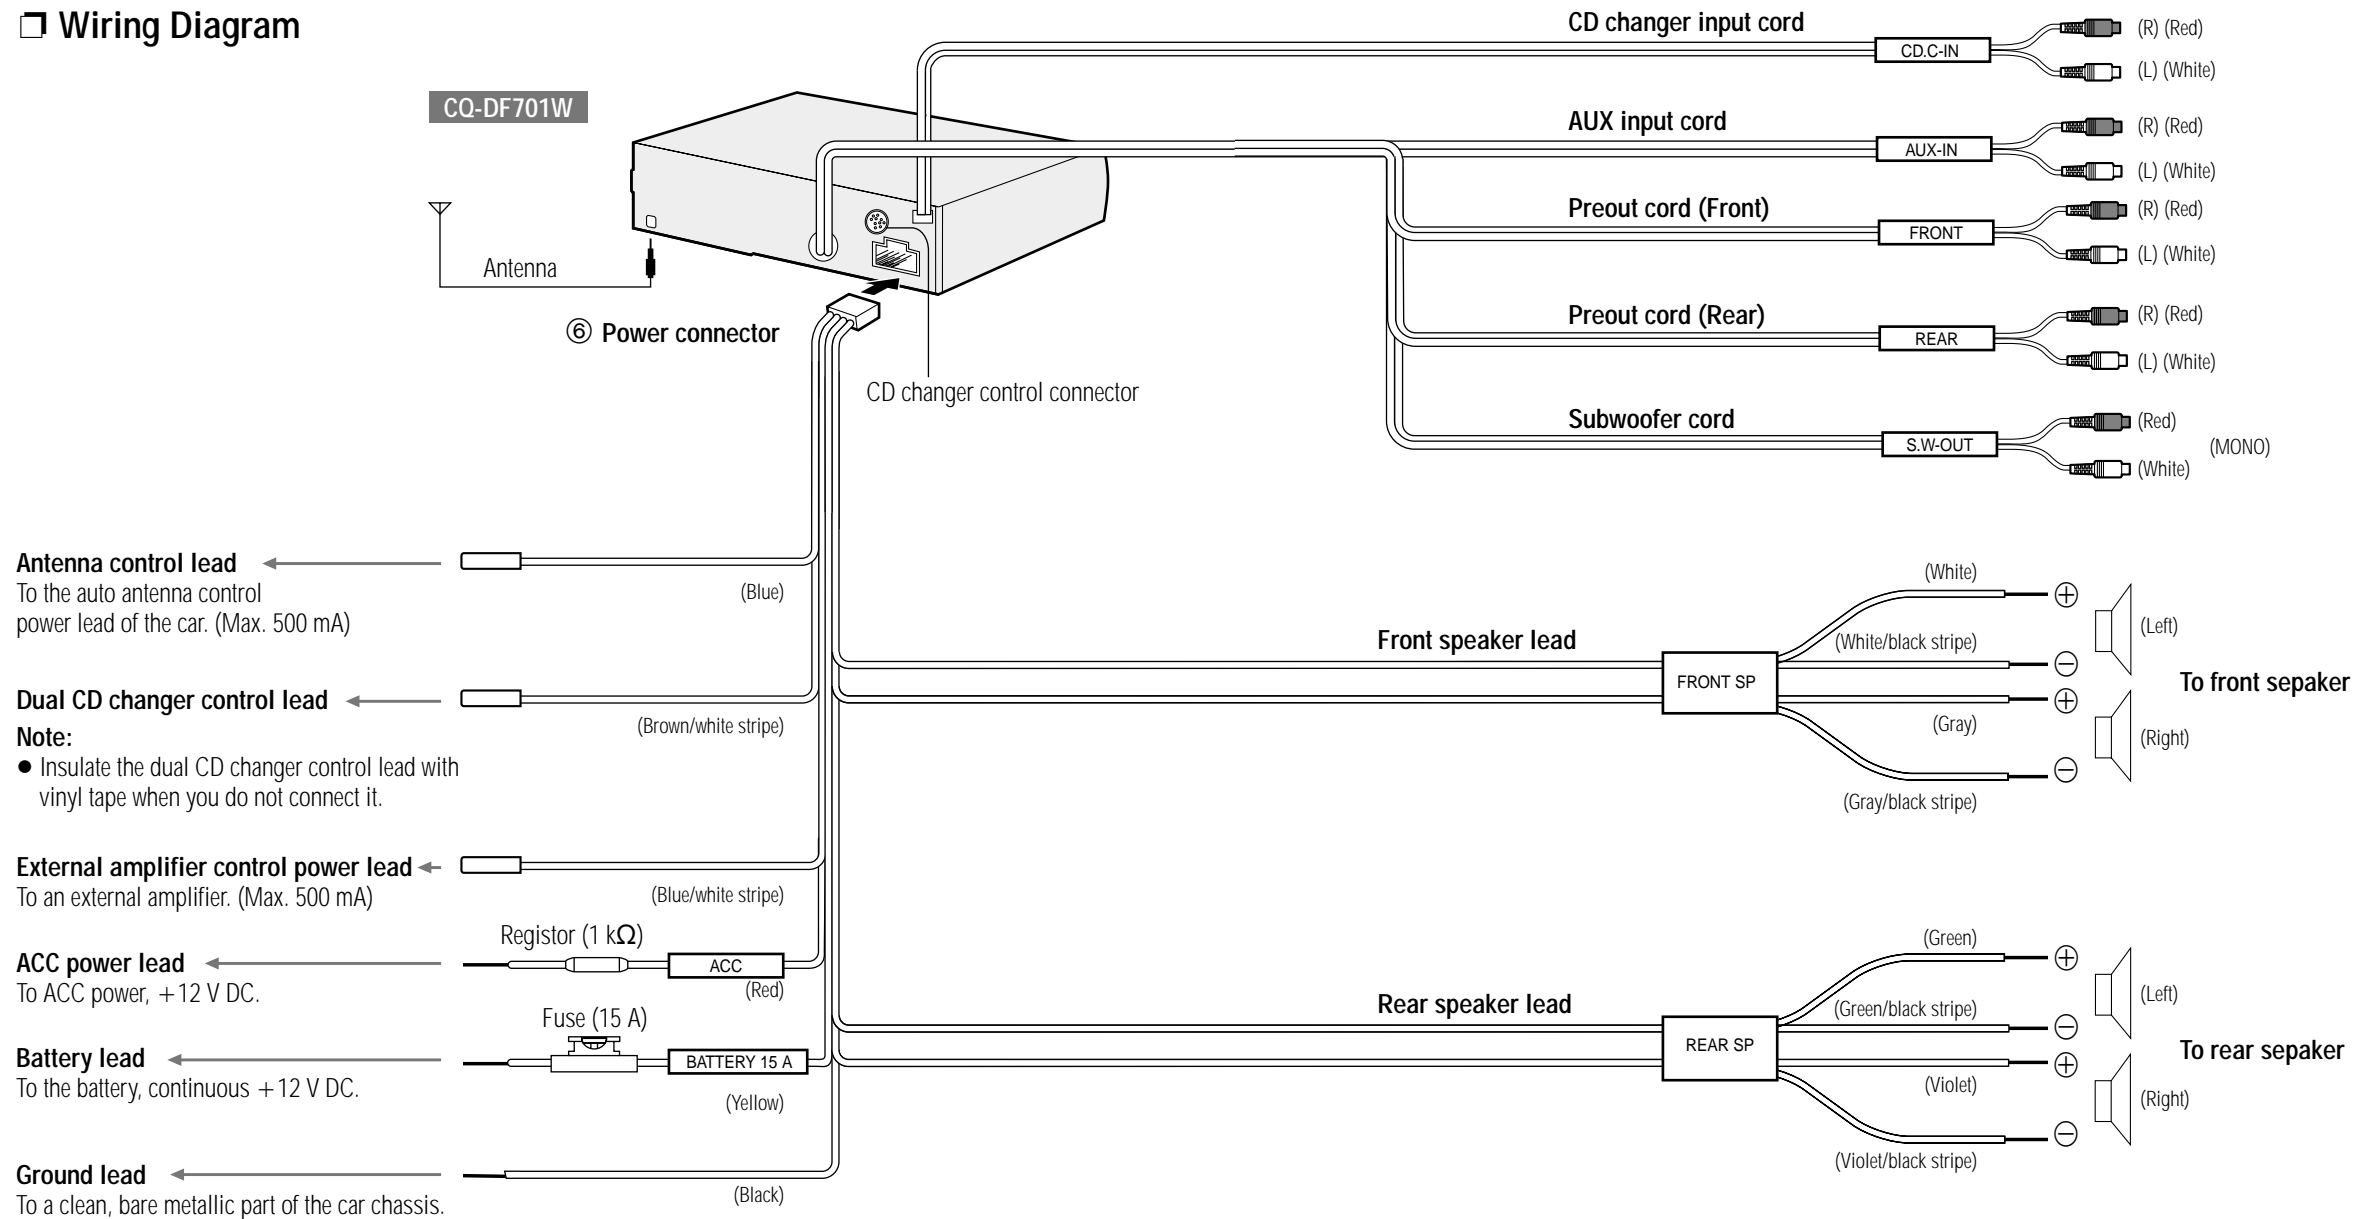 ❐ Wiring Diagram
CQ-DF701W
Antenna
⑥ Power connector
CD changer control connector
CD changer input cord
CD.C-IN
(R) (Red)
(L) (White)
AUX input cord
AUX-IN
(R) (Red)
(L) (White)
Preout cord (Front)
FRONT
(R) (Red)
(L) (White)
Preout cord (Rear)
REAR
(R) (Red)
(L) (White)
Subwoofer cord
S.W-OUT
(Red)
(MONO)
(White)
Antenna control lead
To the auto antenna control
power lead of the car. (Max. 500 mA)
(Blue)
Dual CD changer control lead
(Brown/white stripe)
Note:
● Insulate the dual CD changer control lead with
vinyl tape when you do not connect it.
External amplifier control power lead
To an external amplifier. (Max. 500 mA)
(Blue/white stripe)
Registor (1 kΩ)
ACC power lead
To ACC power, +12 V DC.
ACC
(Red)
Fuse (15 A)
Battery lead
To the battery, continuous +12 V DC.
BATTERY 15 A
(Yellow)
Ground lead
To a clean, bare metallic part of the car chassis.
(Black)
Front speaker lead
FRONT SP
(White)
⊕
(White/black stripe)
⊖
(Left)
(Gray)
⊕
(Gray/black stripe)
⊖
(Right)
To front sepaker
Rear speaker lead
REAR SP
(Green)
⊕
(Green/black stripe)
⊖
(Left)
(Violet)
⊕
(Violet/black stripe)
⊖
(Right)
To rear sepaker